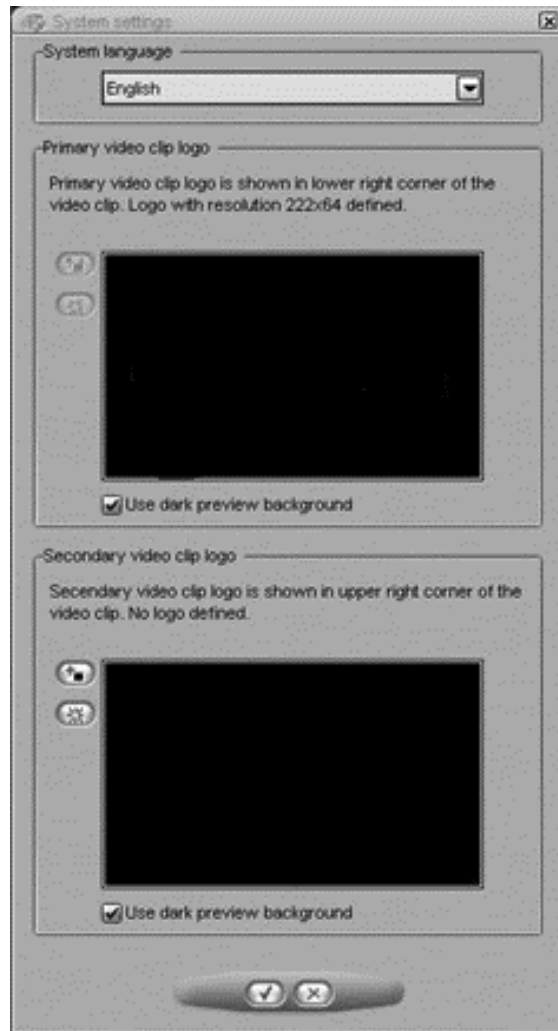 System settings
System language
English
Primary video clip logo
Primary video clip logo is shown in lower right corner of the
video clip. Logo with resolution 222x64 defined.
Use dark preview background
Secondary video clip logo
Secendary video clip logo is shown in upper right corner of the
video clip. No logo defined.
Use dark preview background